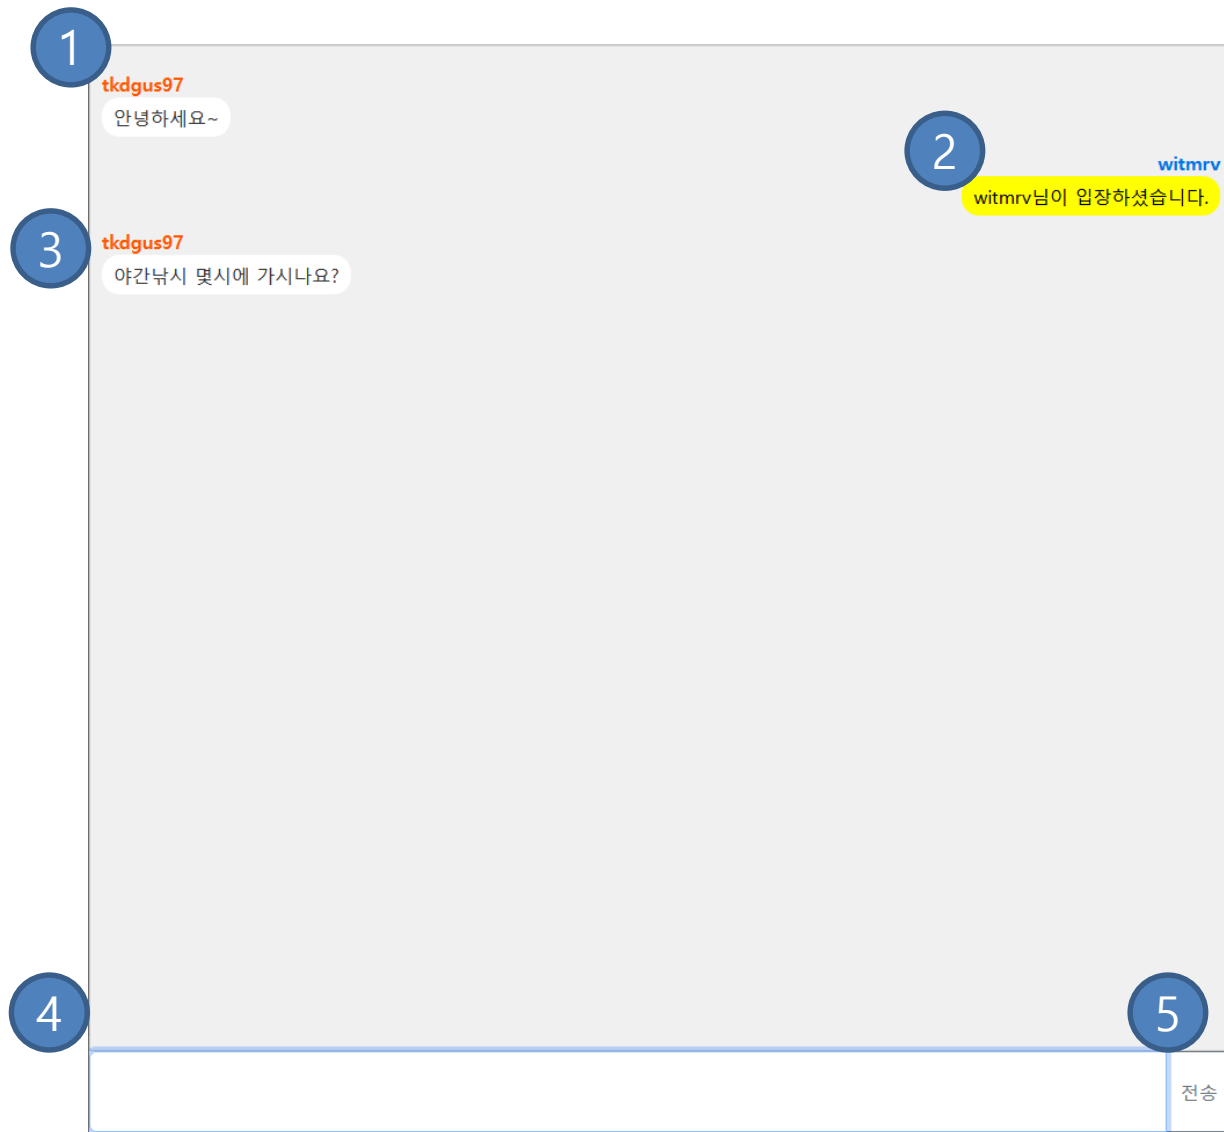 1
tkdgus97
안녕하세요~
2
witmrv
witmrv님이 입장하셨습니다.
3
tkdgus97
야간낚시 몇시에 가시나요?
4
5
전송